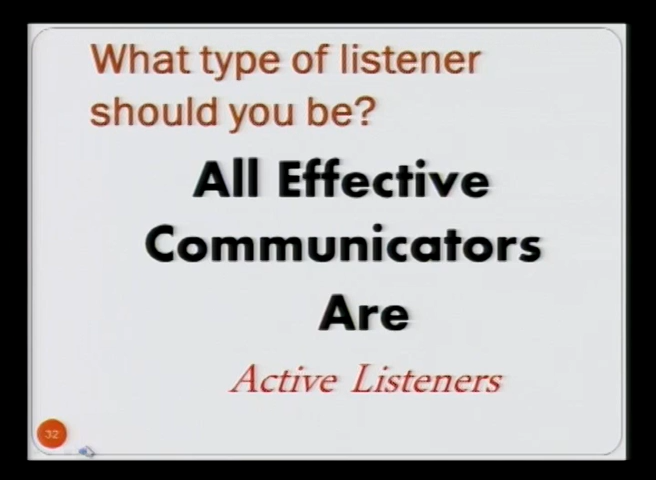 What type of listener
should you be?
All Effective
Communicators
Are
Active Listeners
32